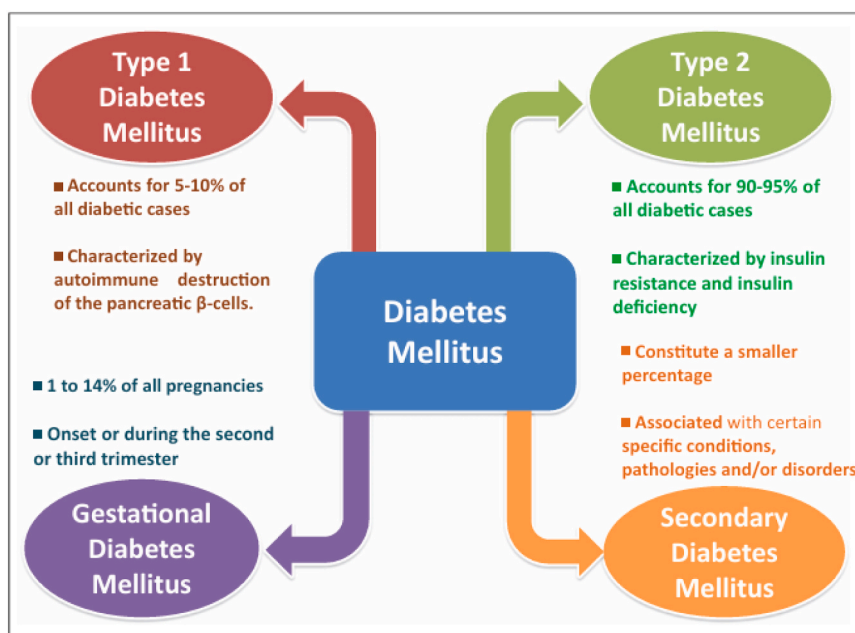 Type 1
Diabetes
Mellitus
■ Accounts for 5-10% of
all diabetic cases
■ Characterized by
autoimmune destruction
of the pancreatic β-cells.
Type 2
Diabetes
Mellitus
■ Accounts for 90-95% of
all diabetic cases
■ Characterized by insulin
resistance and insulin
deficiency
Diabetes
Mellitus
■ 1 to 14% of all pregnancies
■ Onset or during the second
or third trimester
Gestational
Diabetes
Mellitus
■ Constitute a smaller
percentage
■ Associated with certain
specific conditions,
pathologies and/or disorders
Secondary
Diabetes
Mellitus